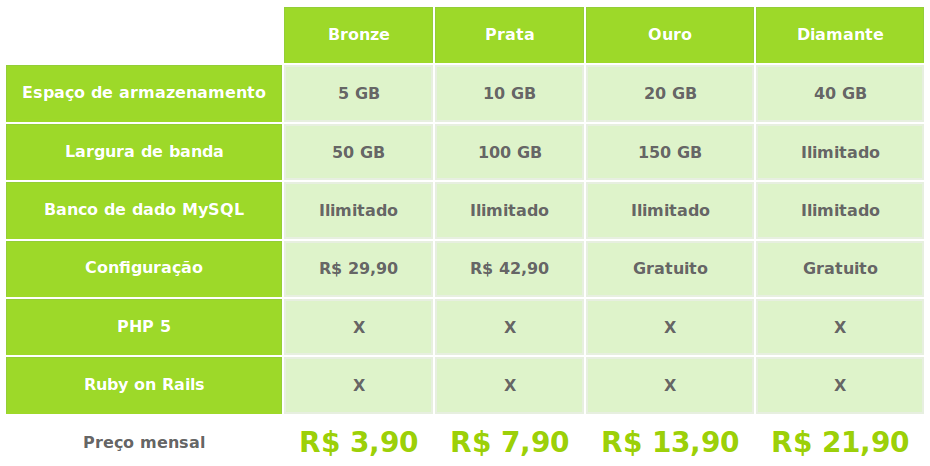 Bronze Prata Ouro Diamante
Espaço de armazenamento 5 GB 10 GB 20 GB 40 GB
Largura de banda 50 GB 100 GB 150 GB Ilimitado
Banco de dado MySQL Ilimitado Ilimitado Ilimitado Ilimitado
Configuração R$ 29,90 R$ 42,90 Gratuito Gratuito
PHP 5 X X X X
Ruby on Rails X X X X
Preço mensal R$ 3,90 R$ 7,90 R$ 13,90 R$ 21,90